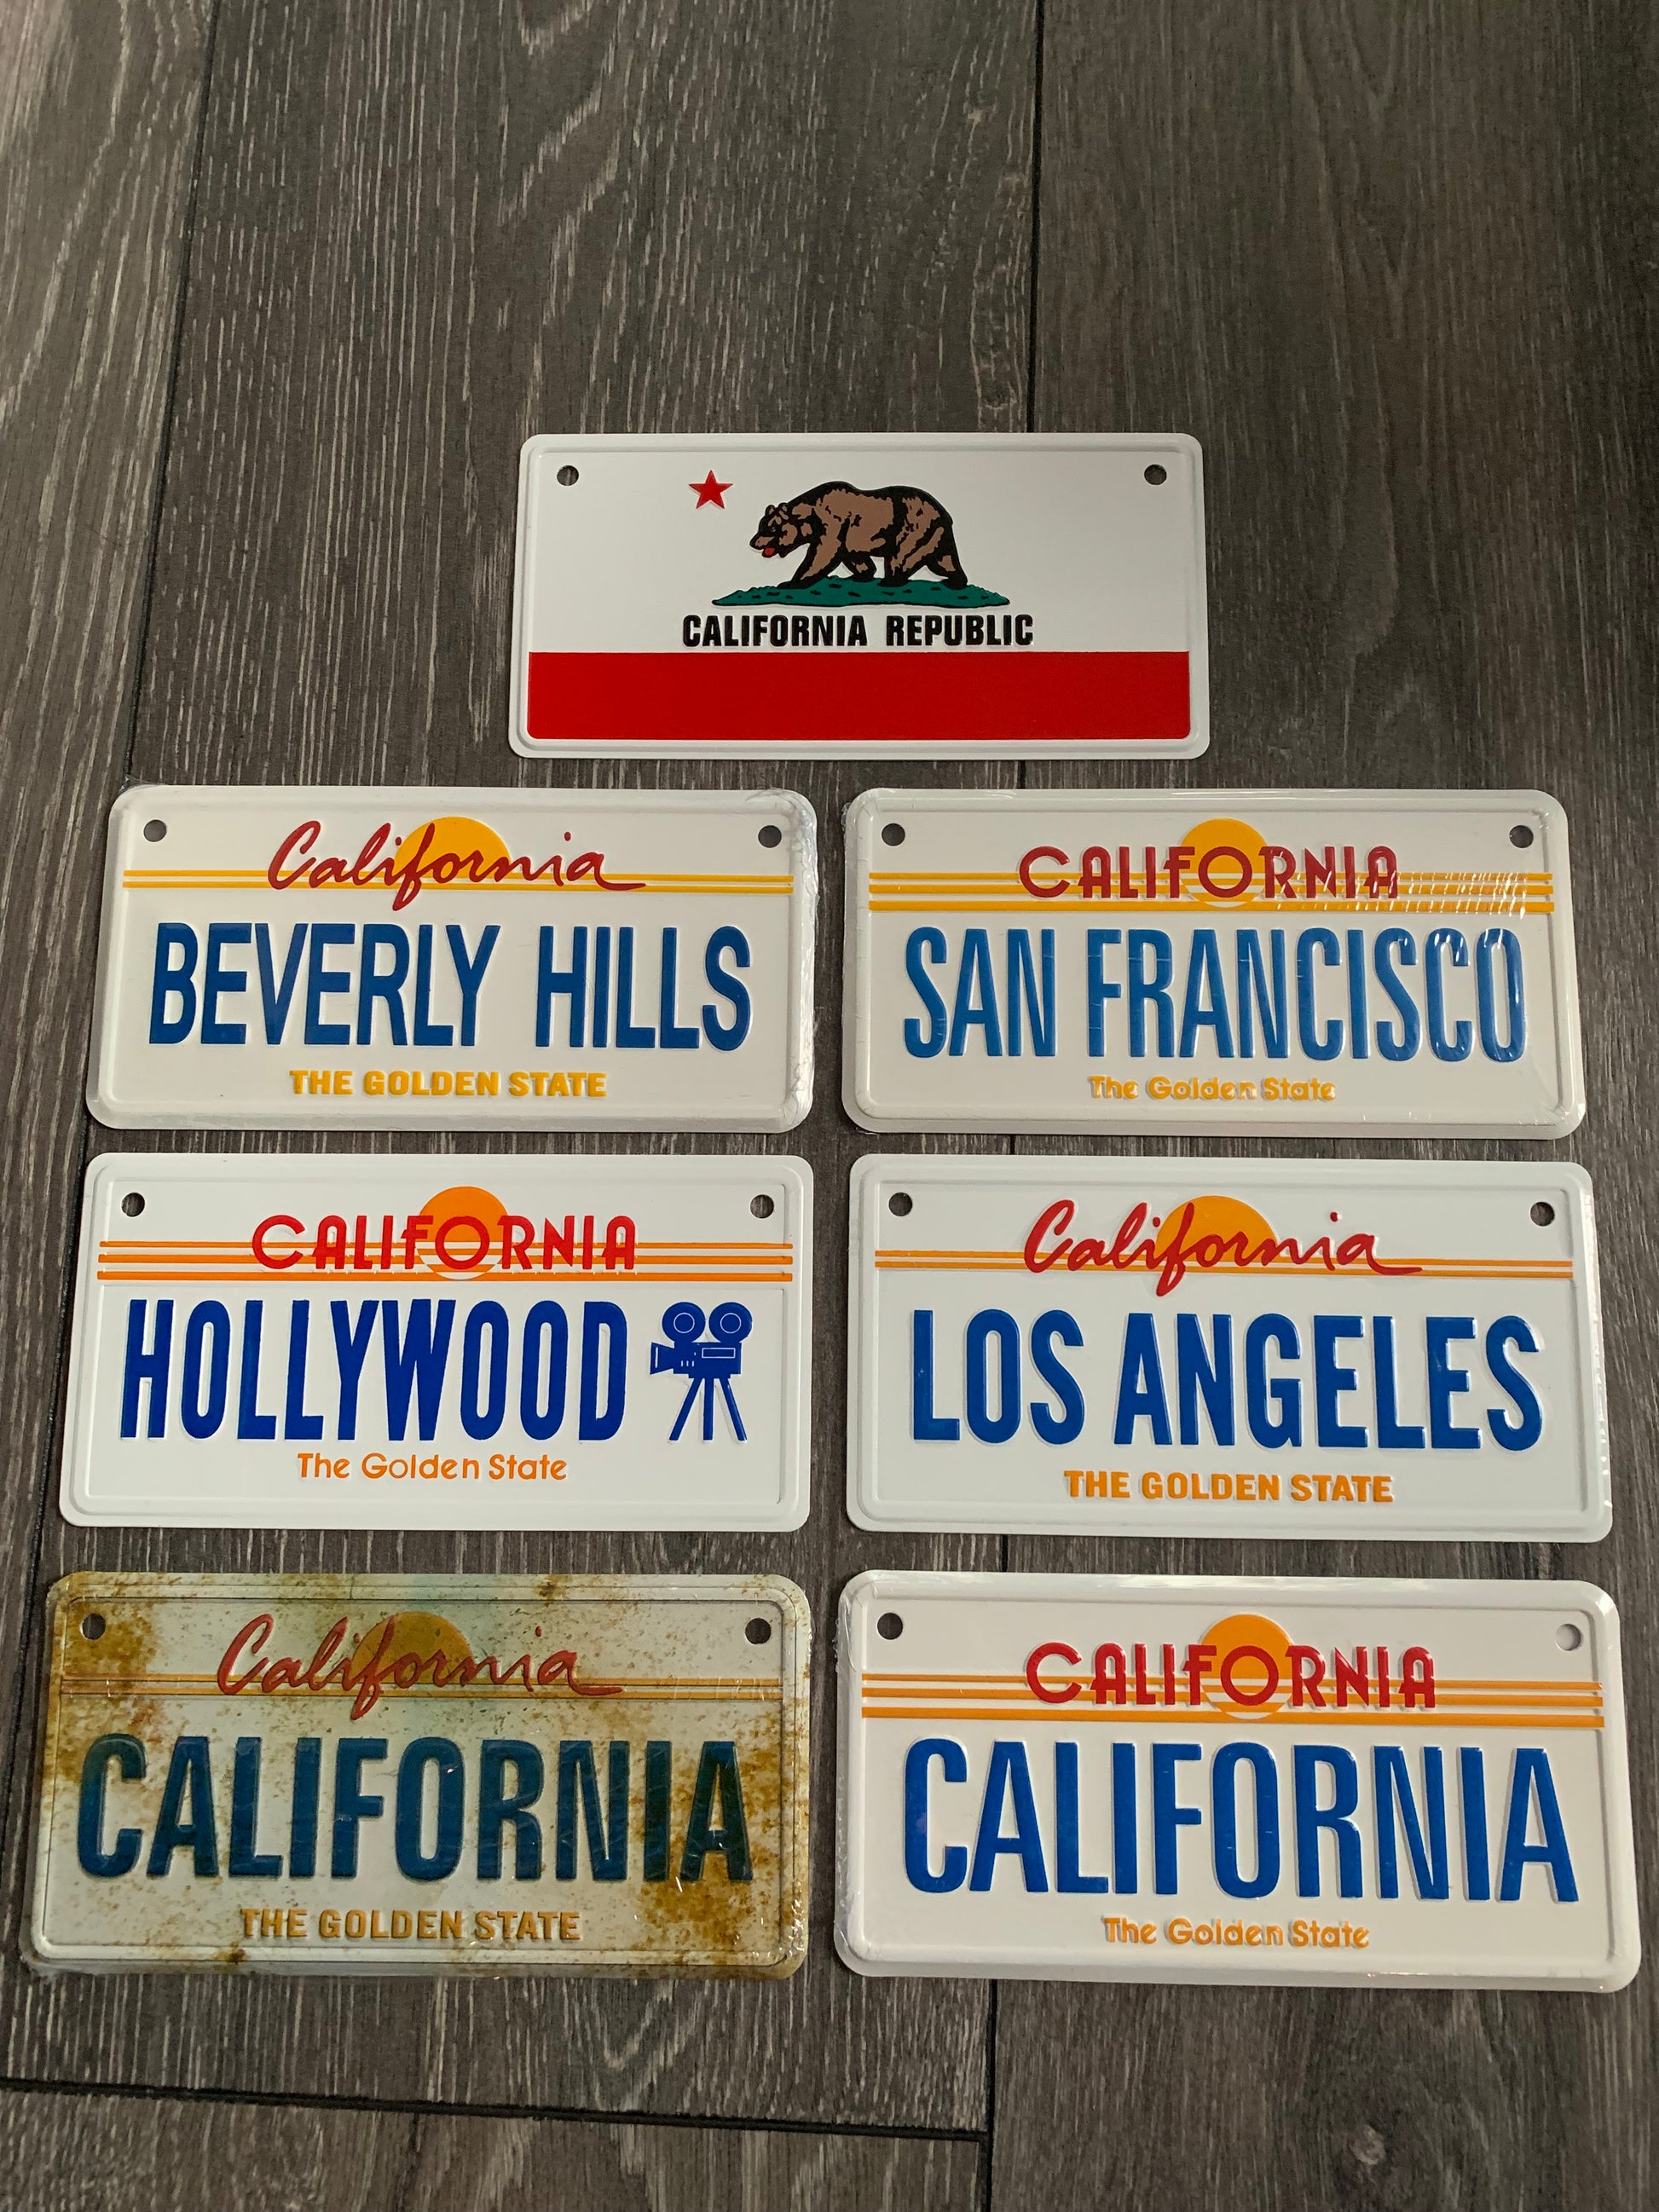 CALIFORNIA REPUBLIC
California
BEVERLY HILLS
THE GOLDEN STATE
CALIFORNIA
SAN FRANCISCO
The Golden State
CALIFORNIA
HOLLYWOOD
The Golden State
California
LOS ANGELES
THE GOLDEN STATE
California
CALIFORNIA
THE GOLDEN STATE
CALIFORNIA
CALIFORNIA
The Golden State